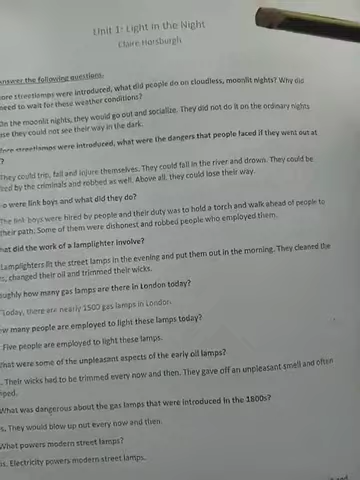 Unit 1: Light in the Night
Claire Horsburgh
answer the following questions.
ore streetlamps were introduced, what did people do on cloudless, moonlit nights? Why did
need to wait for these weather conditions?
On the moonlit nights, they would go out and socialize. They did not do it on the ordinary nights
se they could not see their way in the dark.
fore streetlamps were introduced, what were the dangers that people faced if they went out at
?
They could trip, fall and injure themselves. They could fall in the river and drown. They could be
red by the criminals and robbed as well. Above all, they could lose their way.
o were link boys and what did they do?
The link boys were hired by people and their duty was to hold a torch and walk ahead of people to
their path. Some of them were dishonest and robbed people who employed them.
hat did the work of a lamplighter involve?
Lamplighters lit the street lamps in the evening and put them out in the morning. They cleaned the
s, changed their oil and trimmed their wicks.
oughly how many gas lamps are there in London today?
Today, there are nearly 1500 gas lamps in London.
ow many people are employed to light these lamps today?
Five people are employed to light these lamps.
What were some of the unpleasant aspects of the early oil lamps?
. Their wicks had to be trimmed every now and then. They gave off an unpleasant smell and often
ped.
What was dangerous about the gas lamps that were introduced in the 1800s?
s. They would blow up out every now and then.
What powers modern street lamps?
ns. Electricity powers modern street lamps.